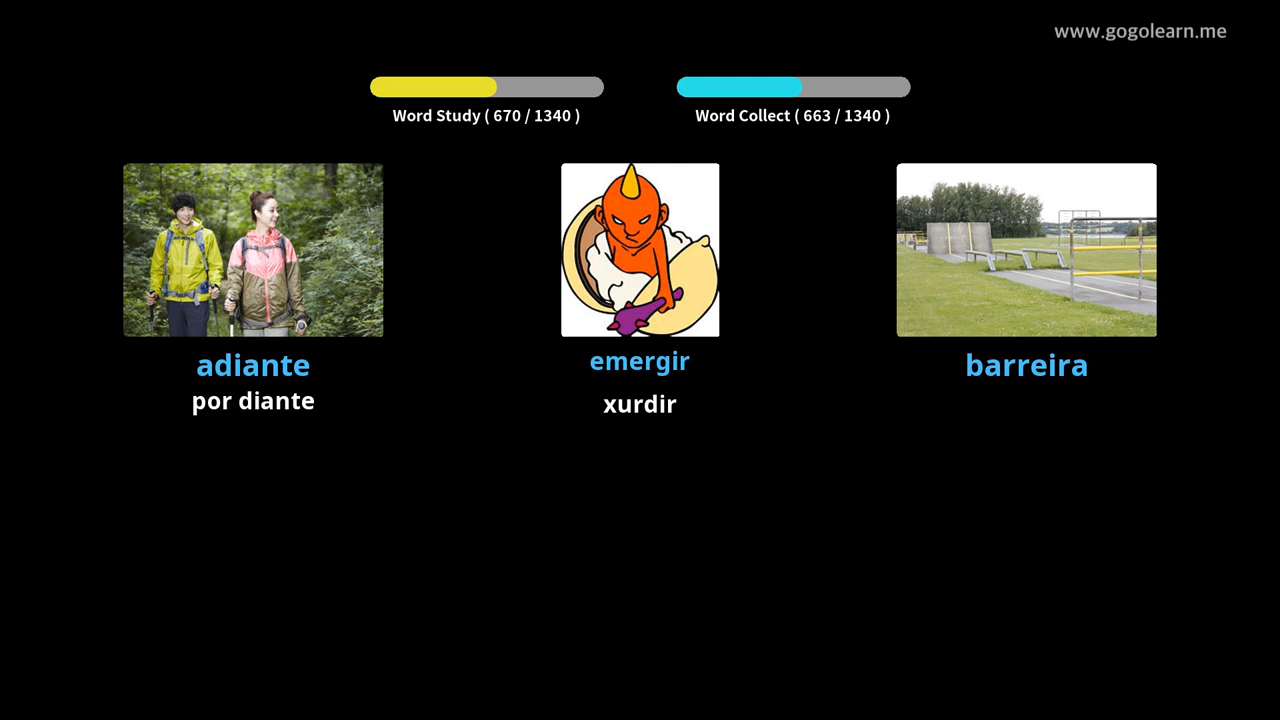 www.gogolearn.me
Word Study ( 670 / 1340 )
Word Collect ( 663 / 1340 )
adiante
por diante
emergir
xurdir
barreira